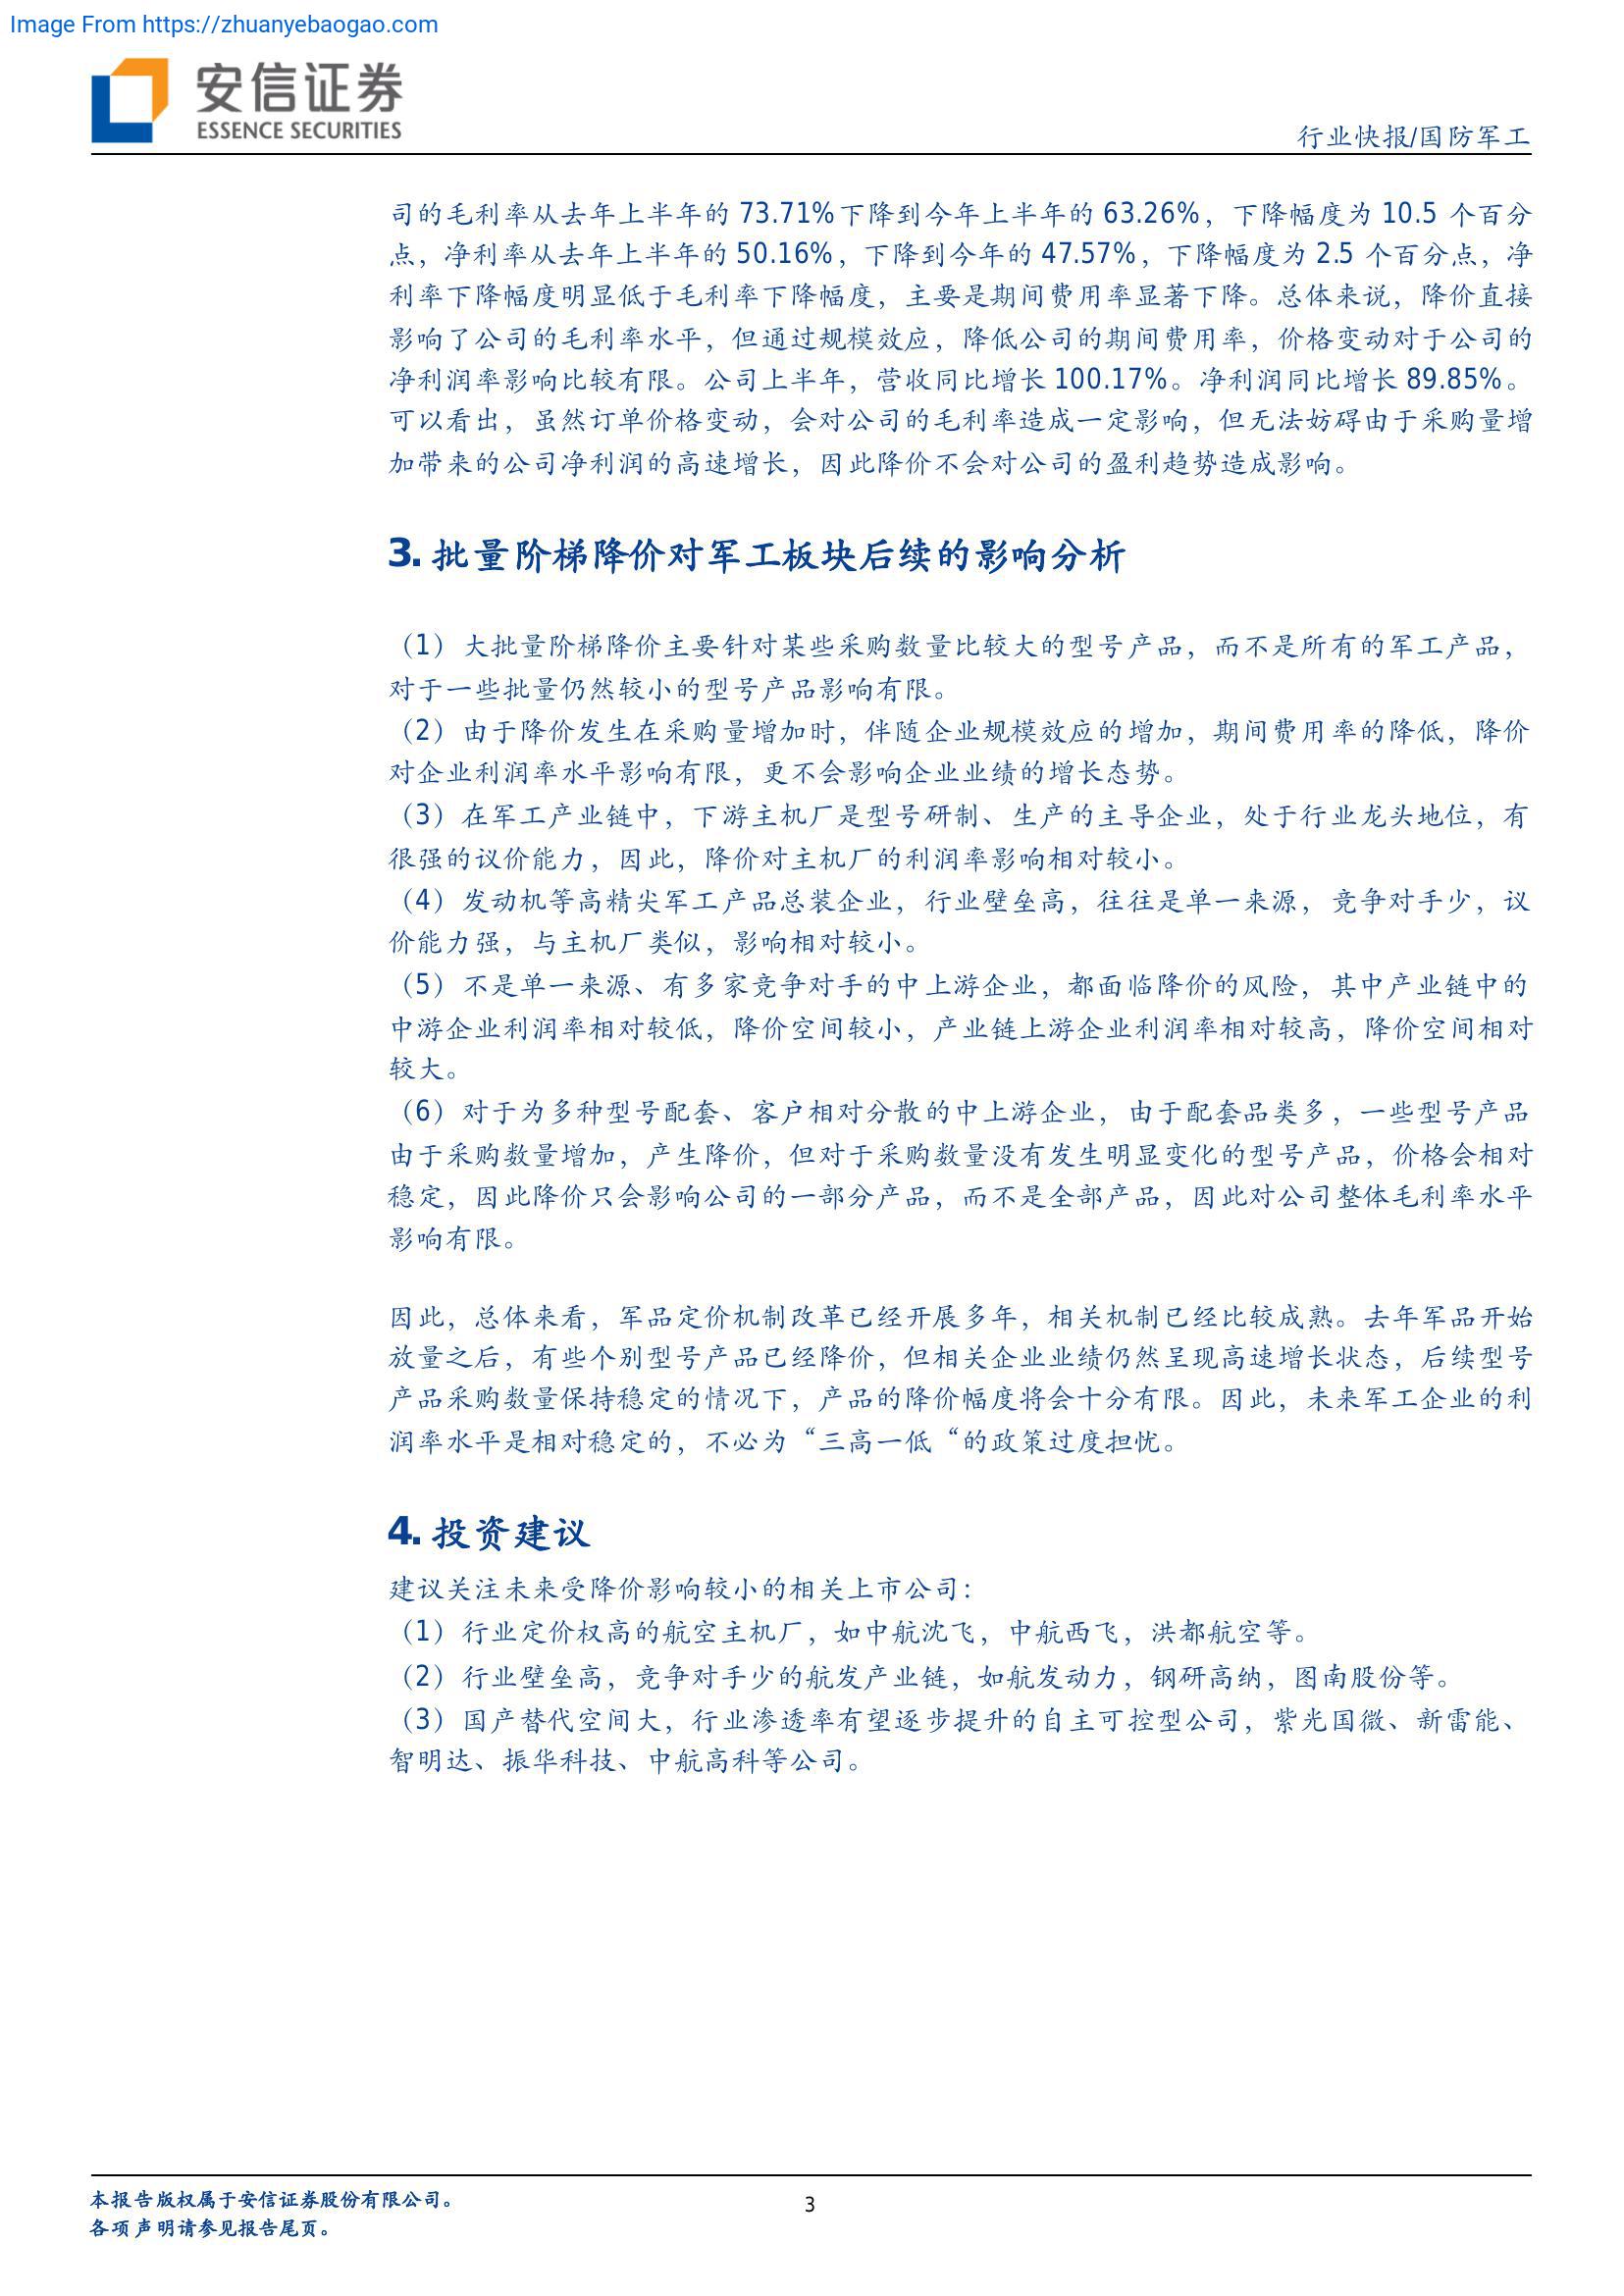 Image From https://zhuanyebaogao.com
安信证券
ESSENCE SECURITIES
行业快报/国防军工
司的毛利率从去年上半年的 73.71%下降到今年上半年的 63.26%，下降幅度为 10.5 个百分
点，净利率从去年上半年的 50.16%，下降到今年的 47.57%，下降幅度为 2.5 个百分点，净
利率下降幅度明显低于毛利率下降幅度，主要是期间费用率显著下降。总体来说，降价直接
影响了公司的毛利率水平，但通过规模效应，降低公司的期间费用率，价格变动对于公司的
净利润率影响比较有限。公司上半年，营收同比增长 100.17%。净利润同比增长 89.85%。
可以看出，虽然订单价格变动，会对公司的毛利率造成一定影响，但无法妨碍由于采购量增
加带来的公司净利润的高速增长，因此降价不会对公司的盈利趋势造成影响。
3. 批量阶梯降价对军工板块后续的影响分析
（1）大批量阶梯降价主要针对某些采购数量比较大的型号产品，而不是所有的军工产品，
对于一些批量仍然较小的型号产品影响有限。
（2）由于降价发生在采购量增加时，伴随企业规模效应的增加，期间费用率的降低，降价
对企业利润率水平影响有限，更不会影响企业业绩的增长态势。
（3）在军工产业链中，下游主机厂是型号研制、生产的主导企业，处于行业龙头地位，有
很强的议价能力，因此，降价对主机厂的利润率影响相对较小。
（4）发动机等高精尖军工产品总装企业，行业壁垒高，往往是单一来源，竞争对手少，议
价能力强，与主机厂类似，影响相对较小。
（5）不是单一来源、有多家竞争对手的中上游企业，都面临降价的风险，其中产业链中的
中游企业利润率相对较低，降价空间较小，产业链上游企业利润率相对较高，降价空间相对
较大。
（6）对于为多种型号配套、客户相对分散的中上游企业，由于配套品类多，一些型号产品
由于采购数量增加，产生降价，但对于采购数量没有发生明显变化的型号产品，价格会相对
稳定，因此降价只会影响公司的一部分产品，而不是全部产品，因此对公司整体毛利率水平
影响有限。
因此，总体来看，军品定价机制改革已经开展多年，相关机制已经比较成熟。去年军品开始
放量之后，有些个别型号产品已经降价，但相关企业业绩仍然呈现高速增长状态，后续型号
产品采购数量保持稳定的情况下，产品的降价幅度将会十分有限。因此，未来军工企业的利
润率水平是相对稳定的，不必为“三高一低“的政策过度担忧。
4. 投资建议
建议关注未来受降价影响较小的相关上市公司：
（1）行业定价权高的航空主机厂，如中航沈飞，中航西飞，洪都航空等。
（2）行业壁垒高，竞争对手少的航发产业链，如航发动力，钢研高纳，图南股份等。
（3）国产替代空间大，行业渗透率有望逐步提升的自主可控型公司，紫光国微、新雷能、
智明达、振华科技、中航高科等公司。
本报告版权属于安信证券股份有限公司。
各项声明请参见报告尾页。
3